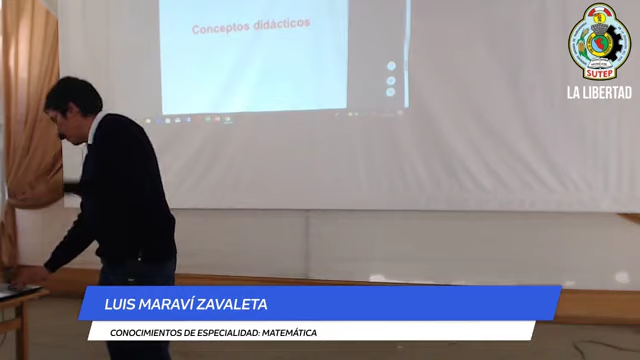 Conceptos didácticos
SUTEP
LA LIBERTAD
LUIS MARAVÍ ZAVALETA
CONOCIMIENTOS DE ESPECIALIDAD: MATEMÁTICA